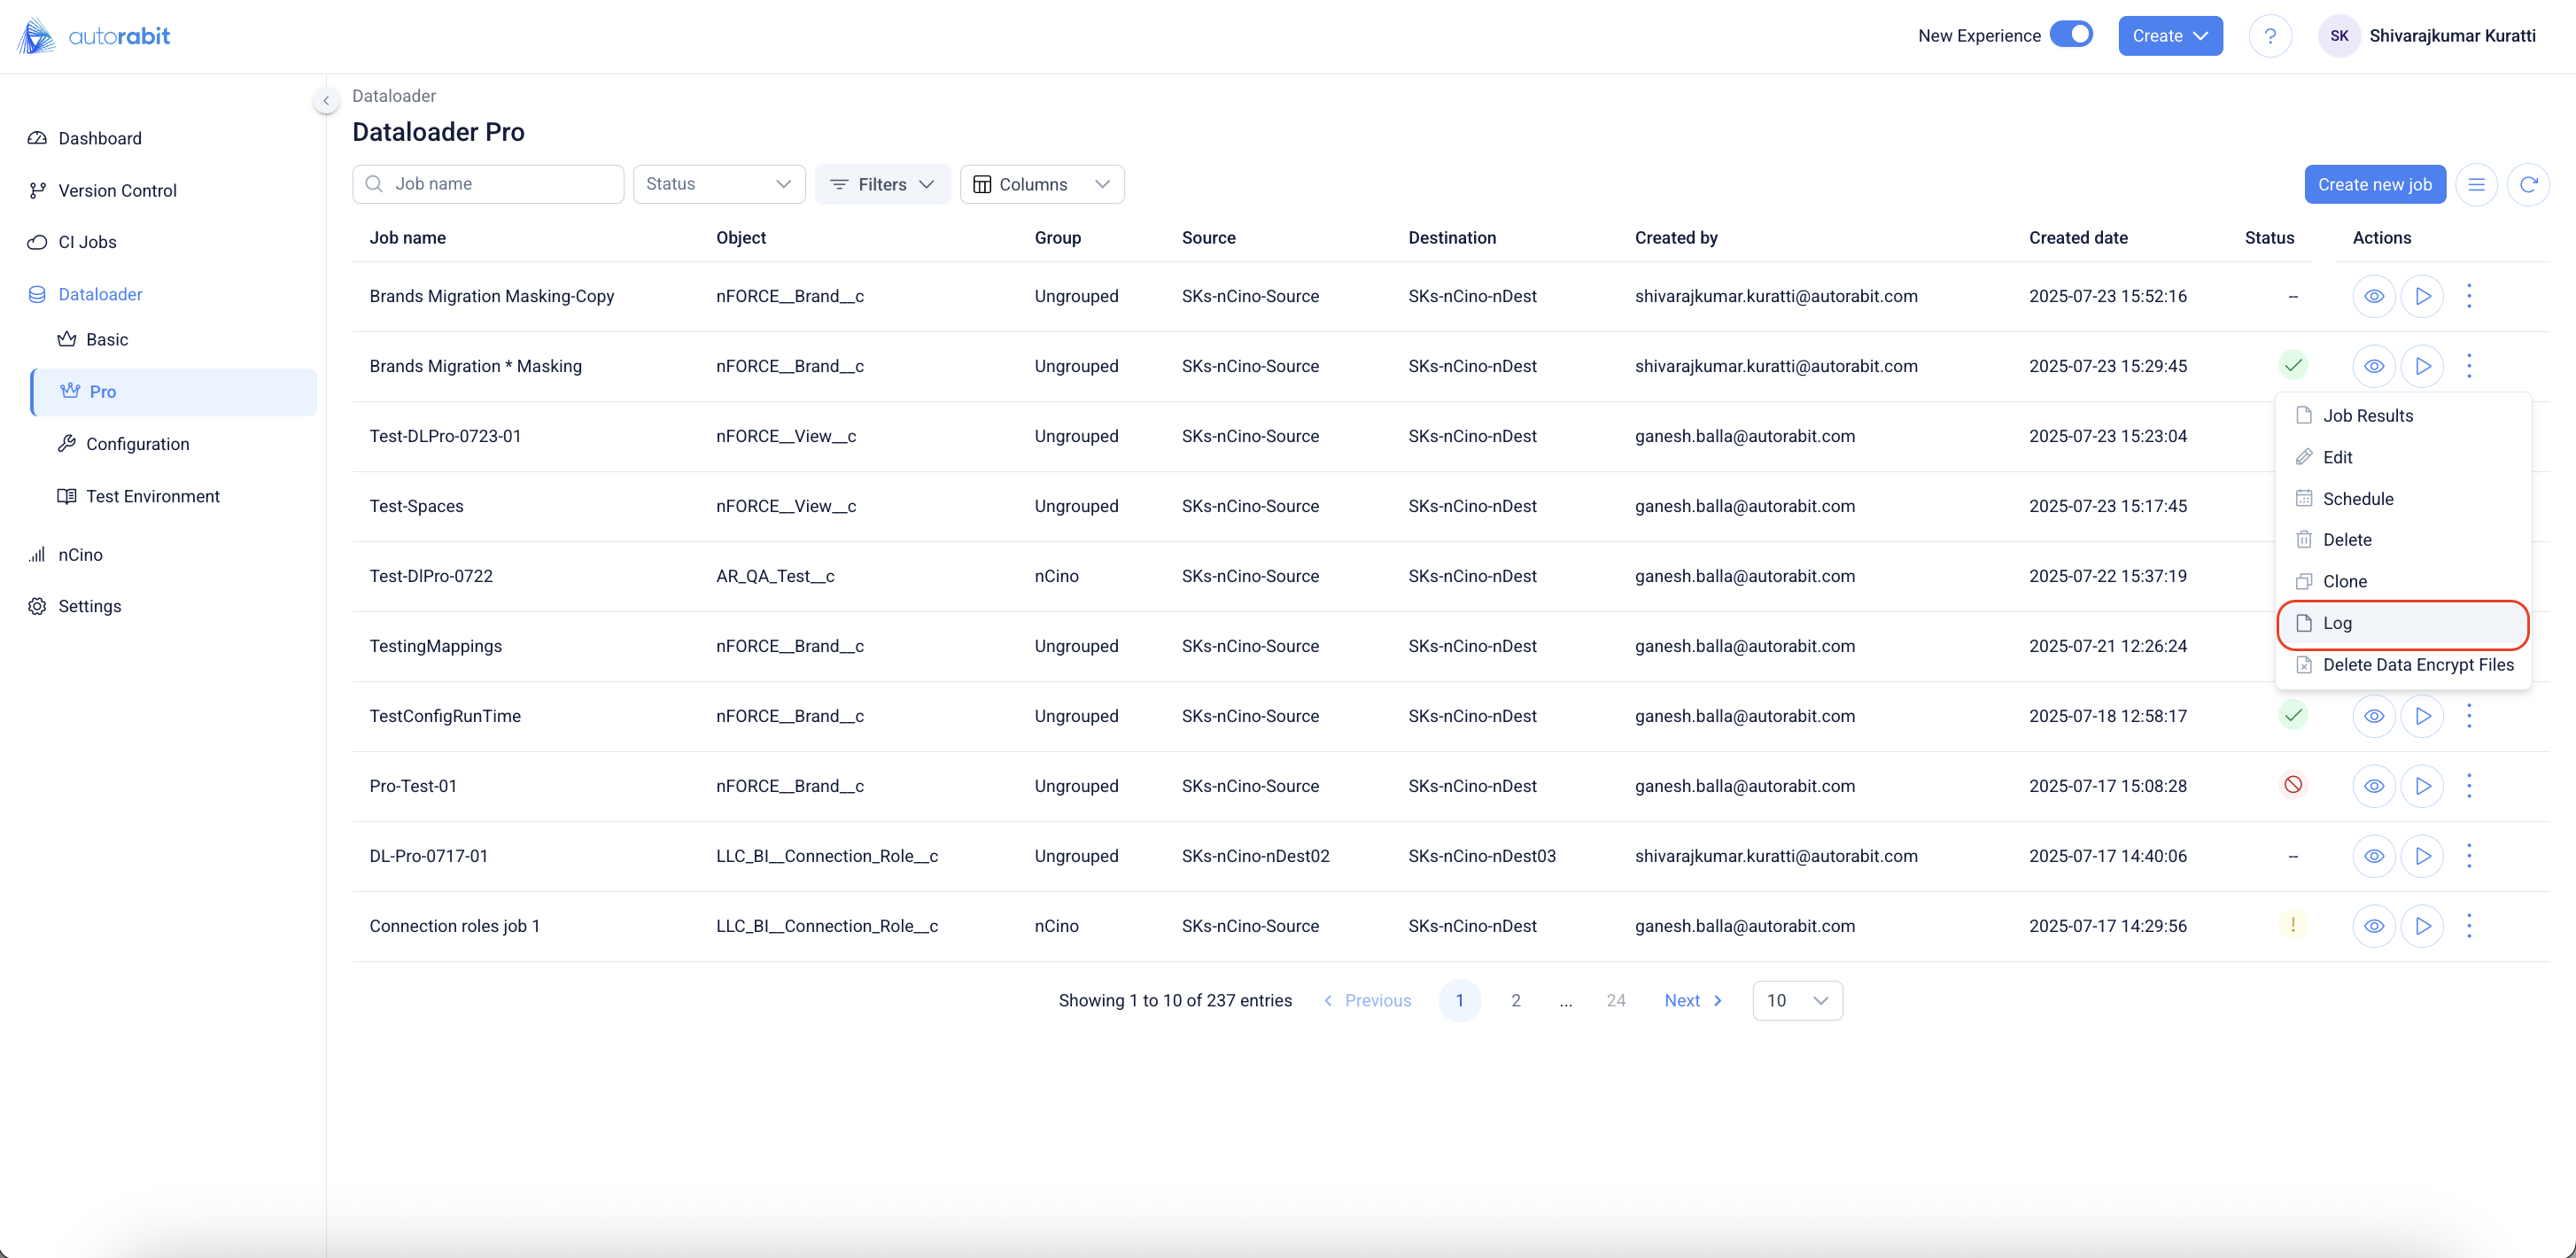 autorabit
New Experience Create ? SK Shivarajkumar Kuratti
Dashboard
Version Control
CI Jobs
Dataloader
Basic
Pro
Configuration
Test Environment
nCino
Settings
Dataloader
Dataloader Pro
Job name Status Filters Columns Create new job
Job name Object Group Source Destination Created by Created date Status Actions
Brands Migration Masking-Copy nFORCE__Brand__c Ungrouped SKs-nCino-Source SKs-nCino-nDest shivarajkumar.kuratti@autorabit.com 2025-07-23 15:52:16 --
Brands Migration * Masking nFORCE__Brand__c Ungrouped SKs-nCino-Source SKs-nCino-nDest shivarajkumar.kuratti@autorabit.com 2025-07-23 15:29:45
Test-DLPro-0723-01 nFORCE__View__c Ungrouped SKs-nCino-Source SKs-nCino-nDest ganesh.balla@autorabit.com 2025-07-23 15:23:04
Test-Spaces nFORCE__View__c Ungrouped SKs-nCino-Source SKs-nCino-nDest ganesh.balla@autorabit.com 2025-07-23 15:17:45
Test-DlPro-0722 AR_QA_Test__c nCino SKs-nCino-Source SKs-nCino-nDest ganesh.balla@autorabit.com 2025-07-22 15:37:19
TestingMappings nFORCE__Brand__c Ungrouped SKs-nCino-Source SKs-nCino-nDest ganesh.balla@autorabit.com 2025-07-21 12:26:24
TestConfigRunTime nFORCE__Brand__c Ungrouped SKs-nCino-Source SKs-nCino-nDest ganesh.balla@autorabit.com 2025-07-18 12:58:17
Pro-Test-01 nFORCE__Brand__c Ungrouped SKs-nCino-Source SKs-nCino-nDest ganesh.balla@autorabit.com 2025-07-17 15:08:28
DL-Pro-0717-01 LLC_BI__Connection_Role__c Ungrouped SKs-nCino-nDest02 SKs-nCino-nDest03 shivarajkumar.kuratti@autorabit.com 2025-07-17 14:40:06 --
Connection roles job 1 LLC_BI__Connection_Role__c nCino SKs-nCino-Source SKs-nCino-nDest ganesh.balla@autorabit.com 2025-07-17 14:29:56 !
Job Results
Edit
Schedule
Delete
Clone
Log
Delete Data Encrypt Files
Showing 1 to 10 of 237 entries Previous 1 2 ... 24 Next 10